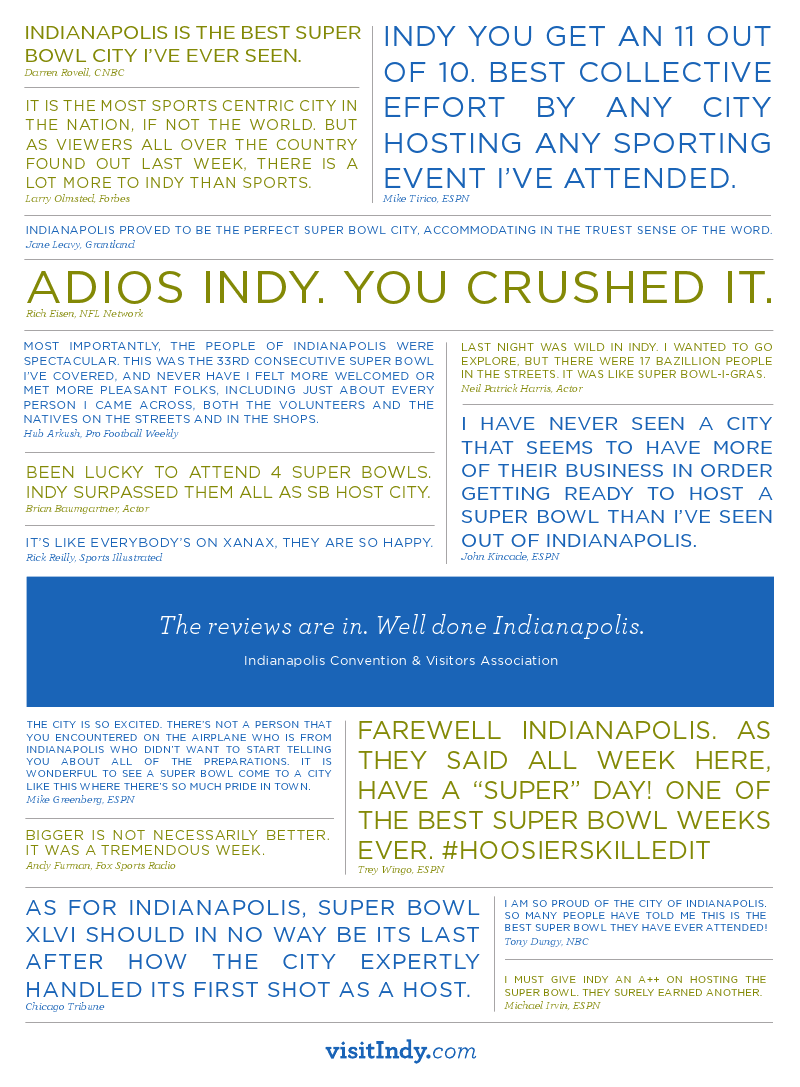 INDIANAPOLIS IS THE BEST SUPER
BOWL CITY I'VE EVER SEEN.
Darren Rovell, CNBC
IT IS THE MOST SPORTS CENTRIC CITY IN
THE NATION, IF NOT THE WORLD. BUT
AS VIEWERS ALL OVER THE COUNTRY
FOUND OUT LAST WEEK, THERE IS A
LOT MORE TO INDY THAN SPORTS.
Larry Olmsted, Forbes
INDY YOU GET AN 11 OUT
OF 10. BEST COLLECTIVE
EFFORT BY ANY CITY
HOSTING ANY SPORTING
EVENT I'VE ATTENDED.
Mike Tirico, ESPN
INDIANAPOLIS PROVED TO BE THE PERFECT SUPER BOWL CITY, ACCOMMODATING IN THE TRUEST SENSE OF THE WORD.
Jane Leavy, Grantland
ADIOS INDY. YOU CRUSHED IT.
Rich Eisen, NFL Network
MOST IMPORTANTLY, THE PEOPLE OF INDIANAPOLIS WERE
SPECTACULAR. THIS WAS THE 33RD CONSECUTIVE SUPER BOWL
I'VE COVERED, AND NEVER HAVE I FELT MORE WELCOMED OR
MET MORE PLEASANT FOLKS, INCLUDING JUST ABOUT EVERY
PERSON I CAME ACROSS, BOTH THE VOLUNTEERS AND THE
NATIVES ON THE STREETS AND IN THE SHOPS.
Hub Arkush, Pro Football Weekly
BEEN LUCKY TO ATTEND 4 SUPER BOWLS.
INDY SURPASSED THEM ALL AS SB HOST CITY.
Brian Baumgartner, Actor
IT'S LIKE EVERYBODY'S ON XANAX, THEY ARE SO HAPPY.
Rick Reilly, Sports Illustrated
LAST NIGHT WAS WILD IN INDY. I WANTED TO GO
EXPLORE, BUT THERE WERE 17 BAZILLION PEOPLE
IN THE STREETS. IT WAS LIKE SUPER BOWL-I-GRAS.
Neil Patrick Harris, Actor
I HAVE NEVER SEEN A CITY
THAT SEEMS TO HAVE MORE
OF THEIR BUSINESS IN ORDER
GETTING READY TO HOST A
SUPER BOWL THAN I'VE SEEN
OUT OF INDIANAPOLIS.
John Kincade, ESPN
The reviews are in. Well done Indianapolis.
Indianapolis Convention & Visitors Association
THE CITY IS SO EXCITED. THERE'S NOT A PERSON THAT
YOU ENCOUNTERED ON THE AIRPLANE WHO IS FROM
INDIANAPOLIS WHO DIDN'T WANT TO START TELLING
YOU ABOUT ALL OF THE PREPARATIONS. IT IS
WONDERFUL TO SEE A SUPER BOWL COME TO A CITY
LIKE THIS WHERE THERE'S SO MUCH PRIDE IN TOWN.
Mike Greenberg, ESPN
BIGGER IS NOT NECESSARILY BETTER.
IT WAS A TREMENDOUS WEEK.
Andy Furman, Fox Sports Radio
FAREWELL INDIANAPOLIS. AS
THEY SAID ALL WEEK HERE,
HAVE A "SUPER" DAY! ONE OF
THE BEST SUPER BOWL WEEKS
EVER. #HOOSIERSKILLEDIT
Trey Wingo, ESPN
AS FOR INDIANAPOLIS, SUPER BOWL
XLVI SHOULD IN NO WAY BE ITS LAST
AFTER HOW THE CITY EXPERTLY
HANDLED ITS FIRST SHOT AS A HOST.
Chicago Tribune
I AM SO PROUD OF THE CITY OF INDIANAPOLIS.
SO MANY PEOPLE HAVE TOLD ME THIS IS THE
BEST SUPER BOWL THEY HAVE EVER ATTENDED!
Tony Dungy, NBC
I MUST GIVE INDY AN A++ ON HOSTING THE
SUPER BOWL. THEY SURELY EARNED ANOTHER.
Michael Irvin, ESPN
visitIndy.com